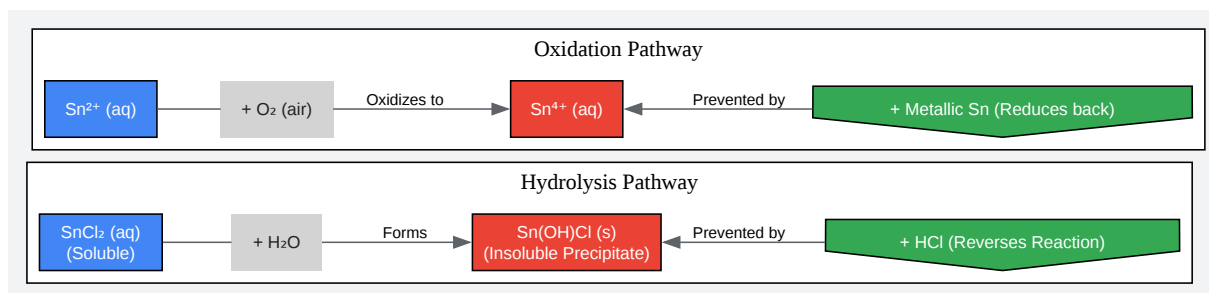 Oxidation Pathway
Sn²⁺ (aq)
+ O₂ (air)
Oxidizes to
Sn⁴⁺ (aq)
Prevented by
+ Metallic Sn (Reduces back)
Hydrolysis Pathway
SnCl₂ (aq)
(Soluble)
+ H₂O
Forms
Sn(OH)Cl (s)
(Insoluble Precipitate)
Prevented by
+ HCl (Reverses Reaction)